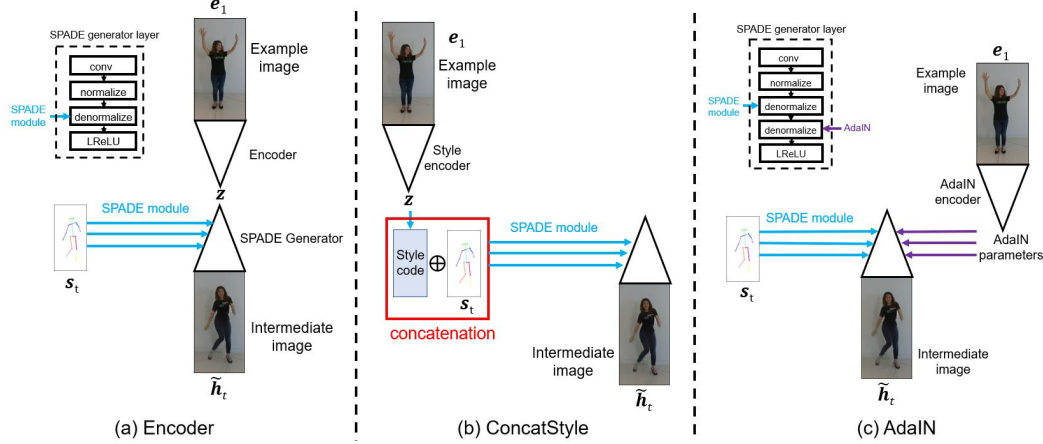 e₁
SPADE generator layer
conv
normalize
denormalize
LReLU
SPADE
module
Example
image
Encoder
z
SPADE module
SPADE Generator
sₜ
Intermediate
image
h̃ₜ
(a) Encoder
e₁
Example
image
Style
encoder
z
Style
code
⊕
sₜ
concatenation
SPADE module
Intermediate
image
h̃ₜ
(b) ConcatStyle
SPADE generator layer
conv
normalize
denormalize
denormalize
LReLU
SPADE
module
AdaIN
e₁
Example
image
AdaIN
encoder
SPADE module
AdaIN
parameters
sₜ
Intermediate
image
h̃ₜ
(c) AdaIN